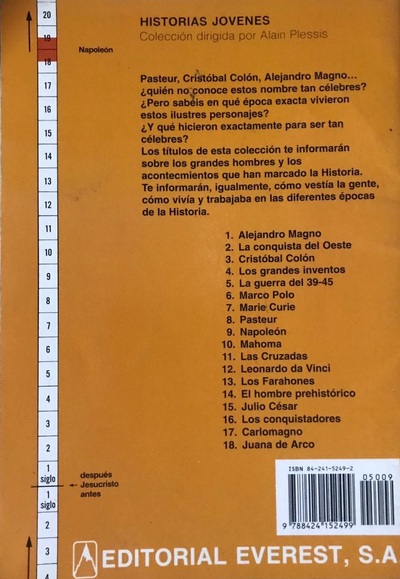 HISTORIAS JOVENES
Colección dirigida por Alain Plessis
Pasteur, Cristóbal Colón, Alejandro Magno...
¿quién no conoce estos nombre tan célebres?
¿Pero sabéis en qué época exacta vivieron
estos ilustres personajes?
¿Y qué hicieron exactamente para ser tan
célebres?
Los títulos de esta colección te informarán
sobre los grandes hombres y los
acontecimientos que han marcado la Historia.
Te informarán, igualmente, cómo vestía la gente,
cómo vivía y trabajaba en las diferentes épocas
de la Historia.
1. Alejandro Magno
2. La conquista del Oeste
3. Cristóbal Colón
4. Los grandes inventos
5. La guerra del 39-45
6. Marco Polo
7. Marie Curie
8. Pasteur
9. Napoleón
10. Mahoma
11. Las Cruzadas
12. Leonardo da Vinci
13. Los Farahones
14. El hombre prehistórico
15. Julio César
16. Los conquistadores
17. Carlomagno
18. Juana de Arco
20
19
Napoleón
18
17
16
15
14
13
12
11
10
9
8
7
6
5
4
3
2
1
siglo
después
Jesucristo
antes
1
siglo
2
3
4
ISBN 84-241-5249-2
05009
9 788424 152499
EDITORIAL EVEREST, S.A